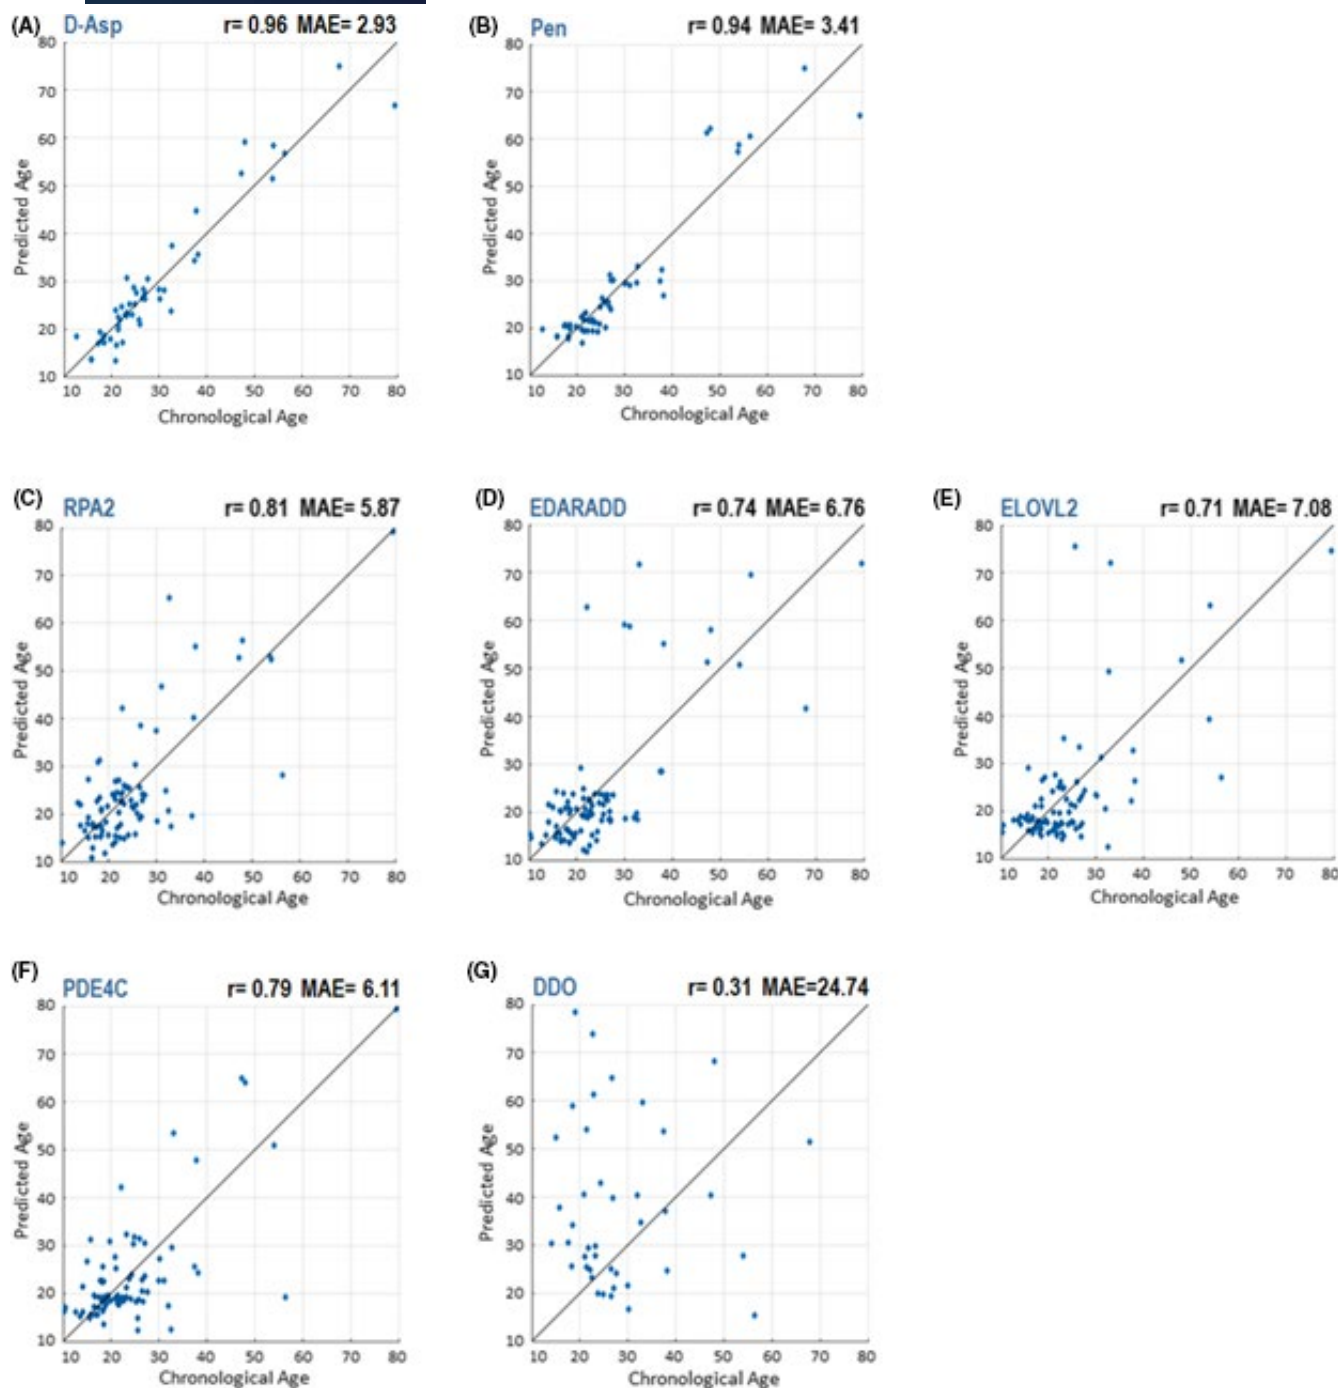 (A) D-Asp r= 0.96 MAE= 2.93
80
70
60
50
40
30
20
10
Predicted Age
10 20 30 40 50 60 70 80
Chronological Age
(B) Pen r= 0.94 MAE= 3.41
80
70
60
50
40
30
20
10
Predicted Age
10 20 30 40 50 60 70 80
Chronological Age
(C) RPA2 r= 0.81 MAE= 5.87
80
70
60
50
40
30
20
10
Predicted Age
10 20 30 40 50 60 70 80
Chronological Age
(D) EDARADD r= 0.74 MAE= 6.76
80
70
60
50
40
30
20
10
Predicted Age
10 20 30 40 50 60 70 80
Chronological Age
(E) ELOVL2 r= 0.71 MAE= 7.08
80
70
60
50
40
30
20
10
Predicted Age
10 20 30 40 50 60 70 80
Chronological Age
(F) PDE4C r= 0.79 MAE= 6.11
80
70
60
50
40
30
20
10
Predicted Age
10 20 30 40 50 60 70 80
Chronological Age
(G) DDO r= 0.31 MAE=24.74
80
70
60
50
40
30
20
10
Predicted Age
10 20 30 40 50 60 70 80
Chronological Age